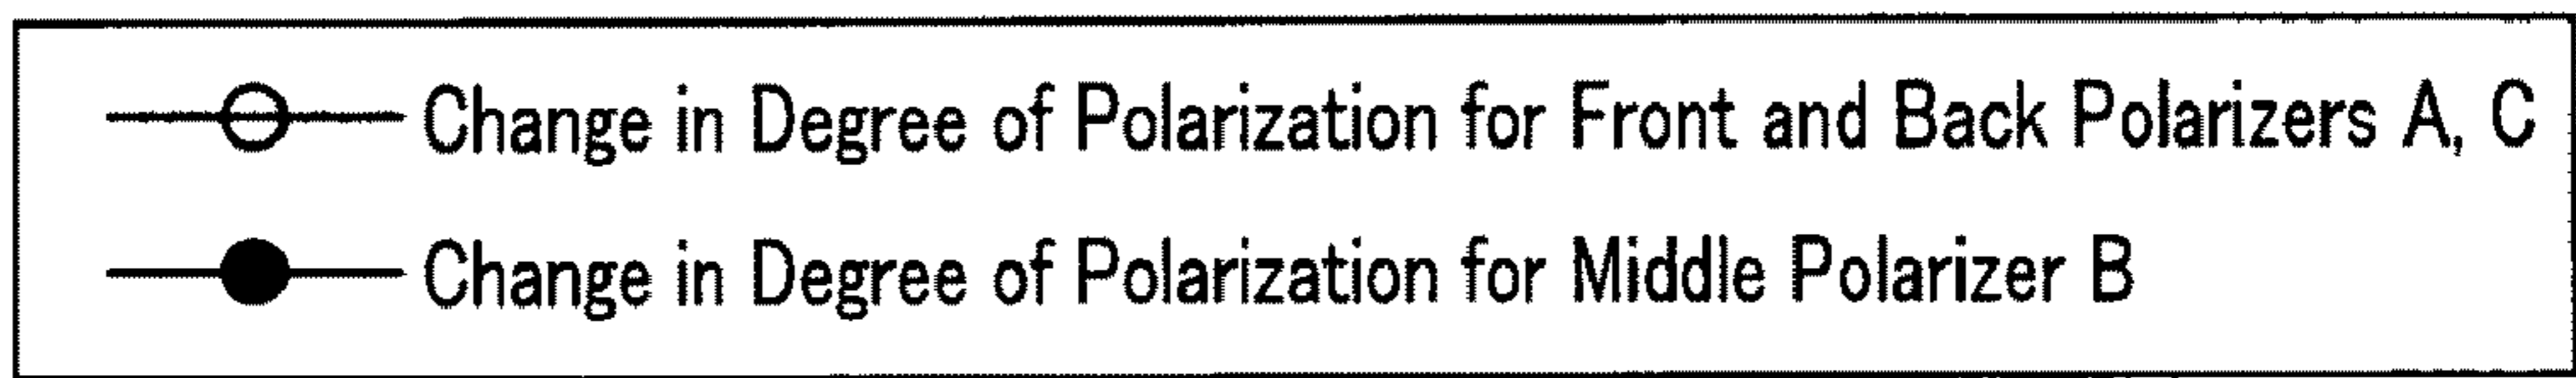 Change in Degree of Polarization for Front and Back Polarizers A, C
Change in Degree of Polarization for Middle Polarizer B